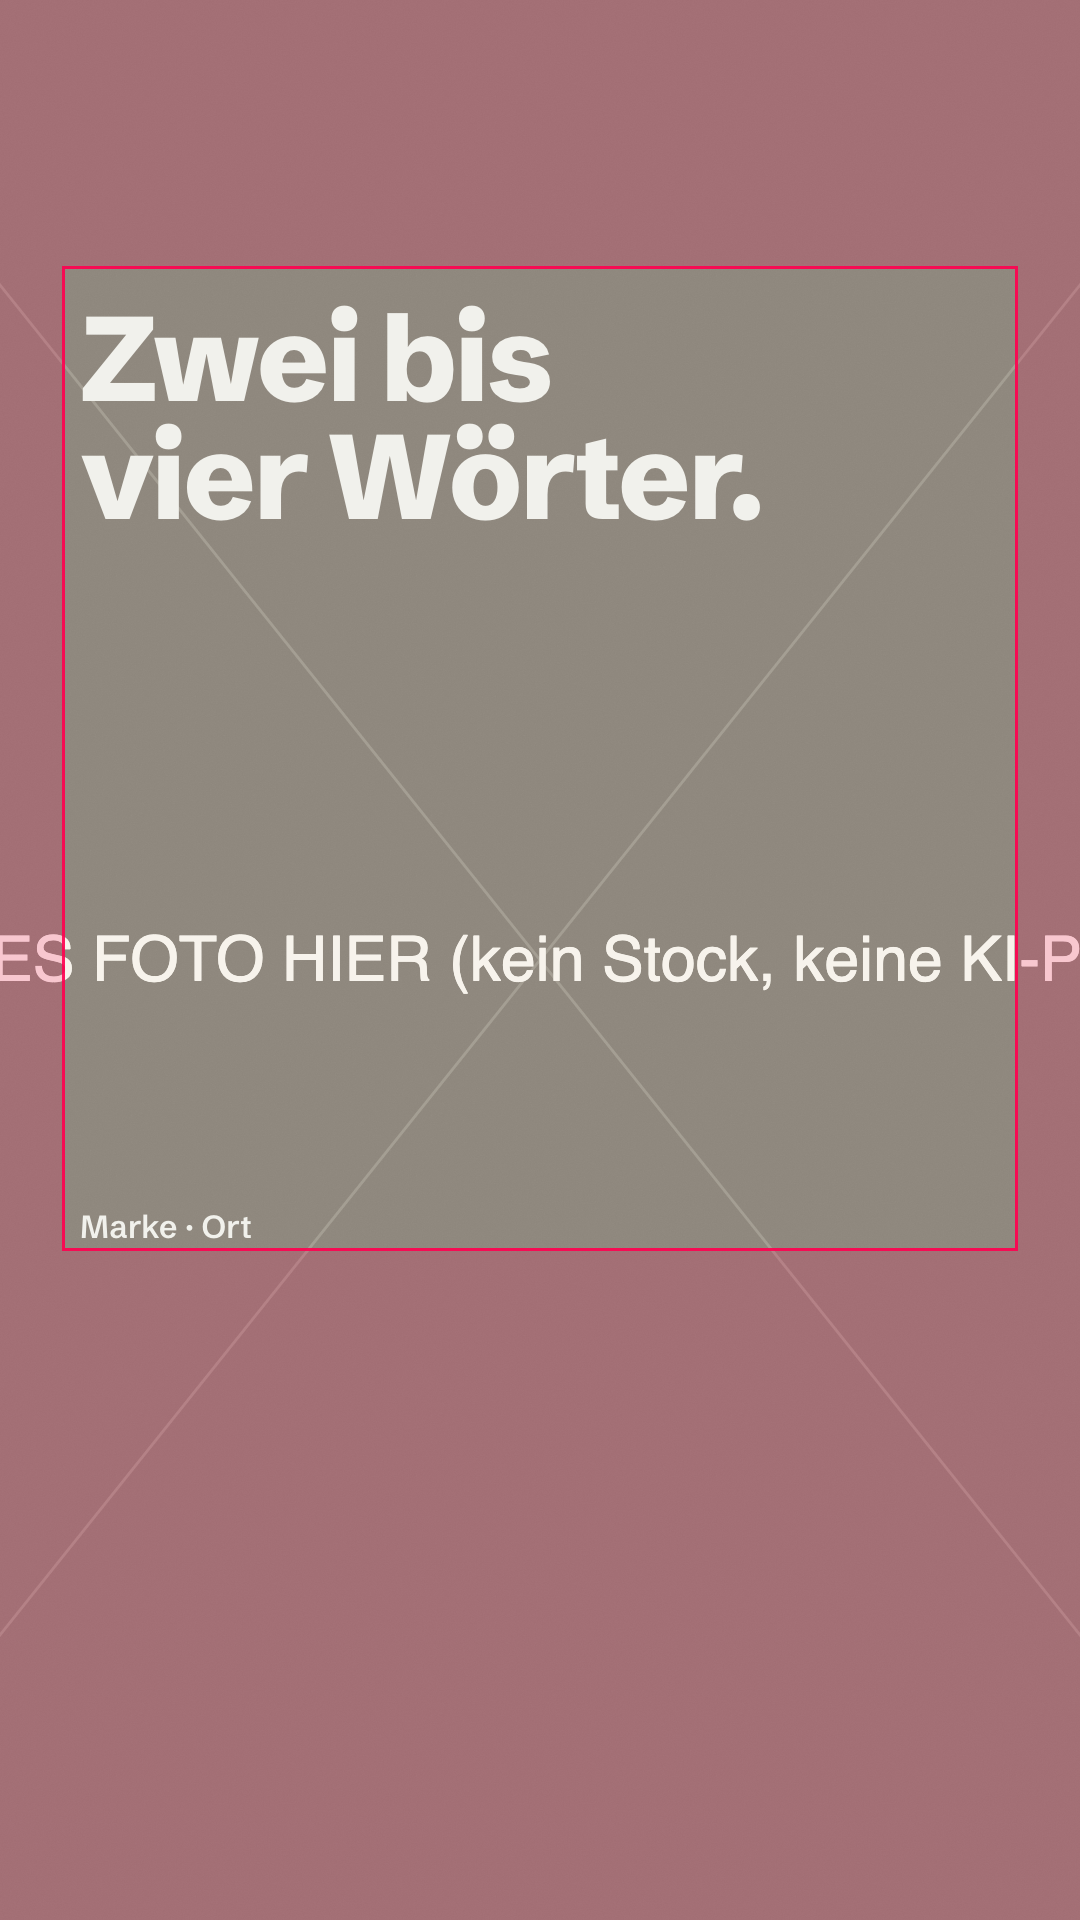 Zwei bis
vier Wörter.
ES FOTO HIER (kein Stock, keine KI-P
Marke · Ort